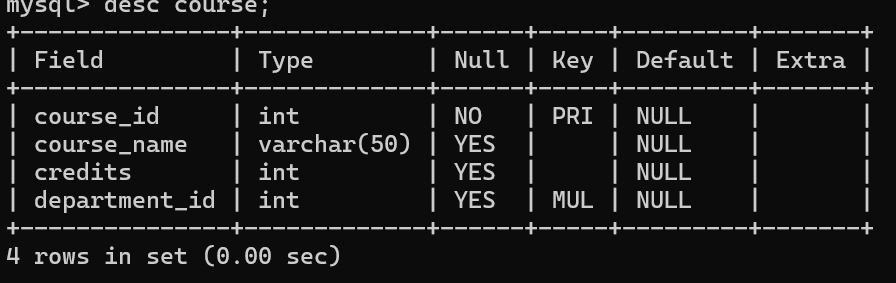 mysql> desc course;
+---------------+-------------+------+-----+---------+-------+
| Field         | Type        | Null | Key | Default | Extra |
+---------------+-------------+------+-----+---------+-------+
| course_id     | int         | NO   | PRI | NULL    |       |
| course_name   | varchar(50) | YES  |     | NULL    |       |
| credits       | int         | YES  |     | NULL    |       |
| department_id | int         | YES  | MUL | NULL    |       |
+---------------+-------------+------+-----+---------+-------+
4 rows in set (0.00 sec)